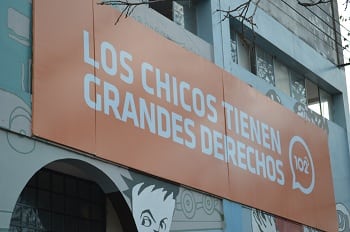 LOS CHICOS TIENEN
GRANDES DERECHOS
102